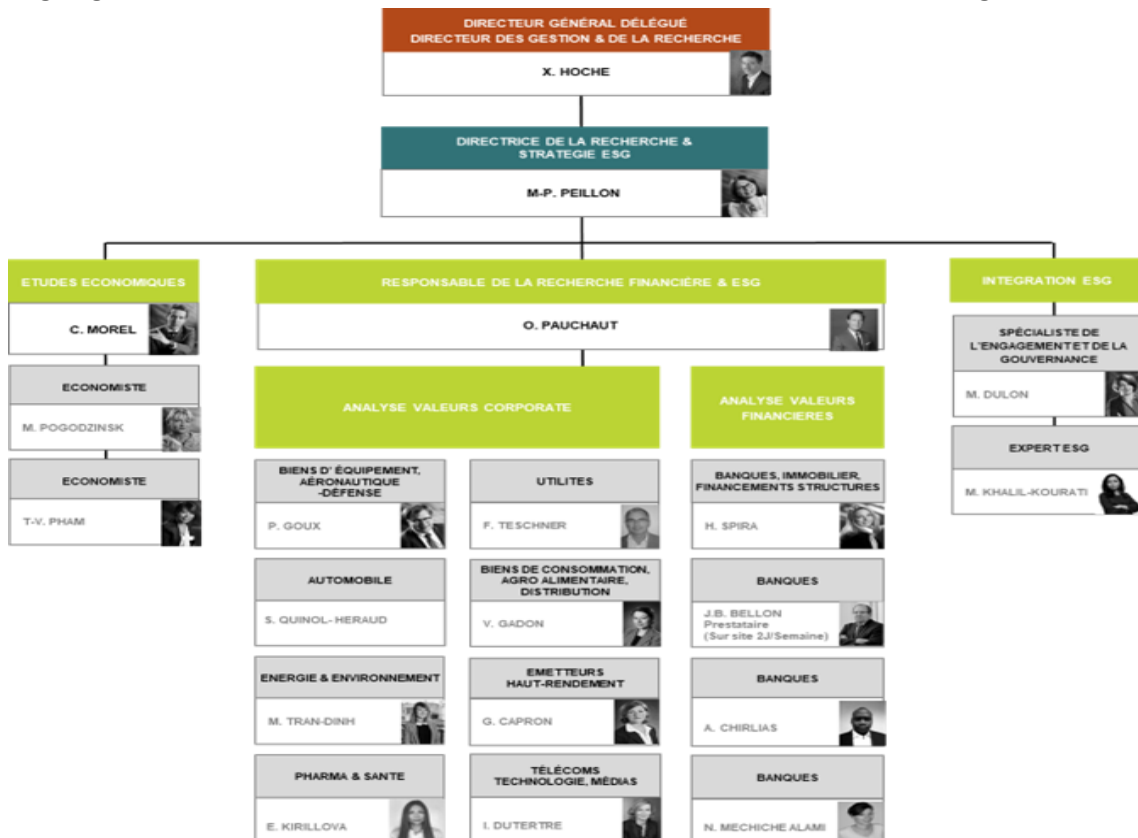 DIRECTEUR GÉNÉRAL DÉLÉGUÉ
DIRECTEUR DES GESTION & DE LA RECHERCHE
X. HOCHE
DIRECTRICE DE LA RECHERCHE &
STRATEGIE ESG
M-P. PEILLON
ETUDES ECONOMIQUES
C. MOREL
ECONOMISTE
M. POGODZINSK
ECONOMISTE
T-V. PHAM
RESPONSABLE DE LA RECHERCHE FINANCIÉRE & ESG
O. PAUCHAUT
ANALYSE VALEURS CORPORATE
BIENS D' ÉQUIPEMENT,
AÉRONAUTIQUE
-DÉFENSE
P. GOUX
AUTOMOBILE
S. QUINOL- HERAUD
ENERGIE & ENVIRONNEMENT
M. TRAN-DINH
PHARMA & SANTE
E. KIRILLOVA
UTILITES
F. TESCHNER
BIENS DE CONSOMMATION,
AGRO ALIMENTAIRE,
DISTRIBUTION
V. GADON
EMETTEURS
HAUT-RENDEMENT
G. CAPRON
TÉLÉCOMS
TECHNOLOGIE, MÉDIAS
I. DUTERTRE
ANALYSE VALEURS
FINANCIERES
BANQUES, IMMOBILIER,
FINANCEMENTS STRUCTURES
H. SPIRA
BANQUES
J.B. BELLON
Prestataire
(Sur site 2J/Semaine)
BANQUES
A. CHIRLIAS
BANQUES
N. MECHICHE ALAMI
INTEGRATION ESG
SPÉCIALISTE DE
L'ENGAGEMENT ET DE LA
GOUVERNANCE
M. DULON
EXPERT ESG
M. KHALIL-KOURATI